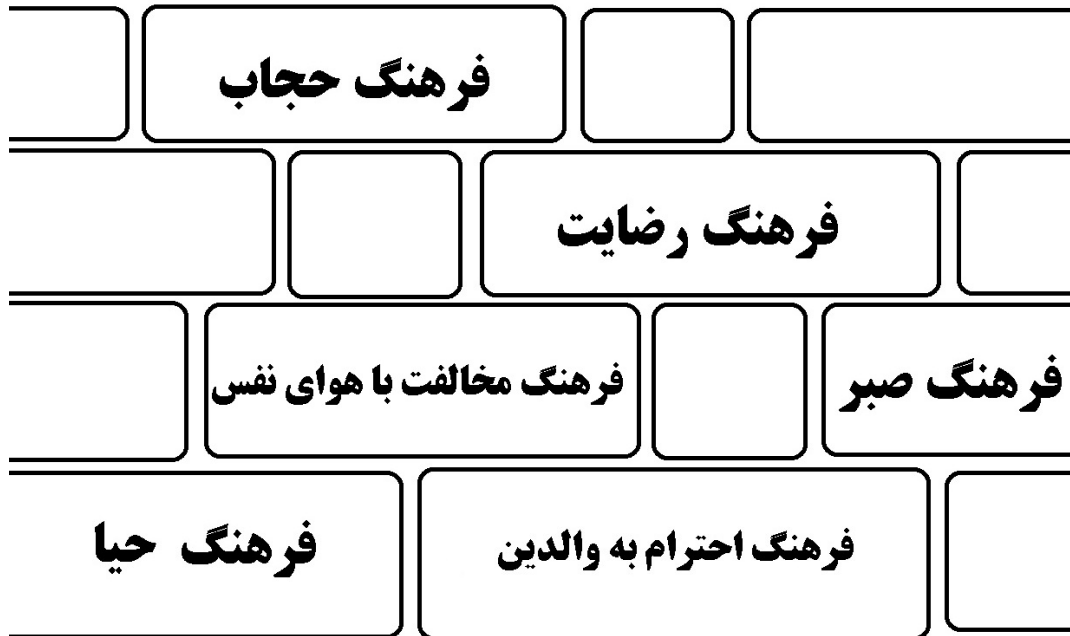 فرهنگ حجاب
فرهنگ رضایت
فرهنگ صبر
فرهنگ مخالفت با هوای نفس
فرهنگ احترام به والدین
فرهنگ حیا